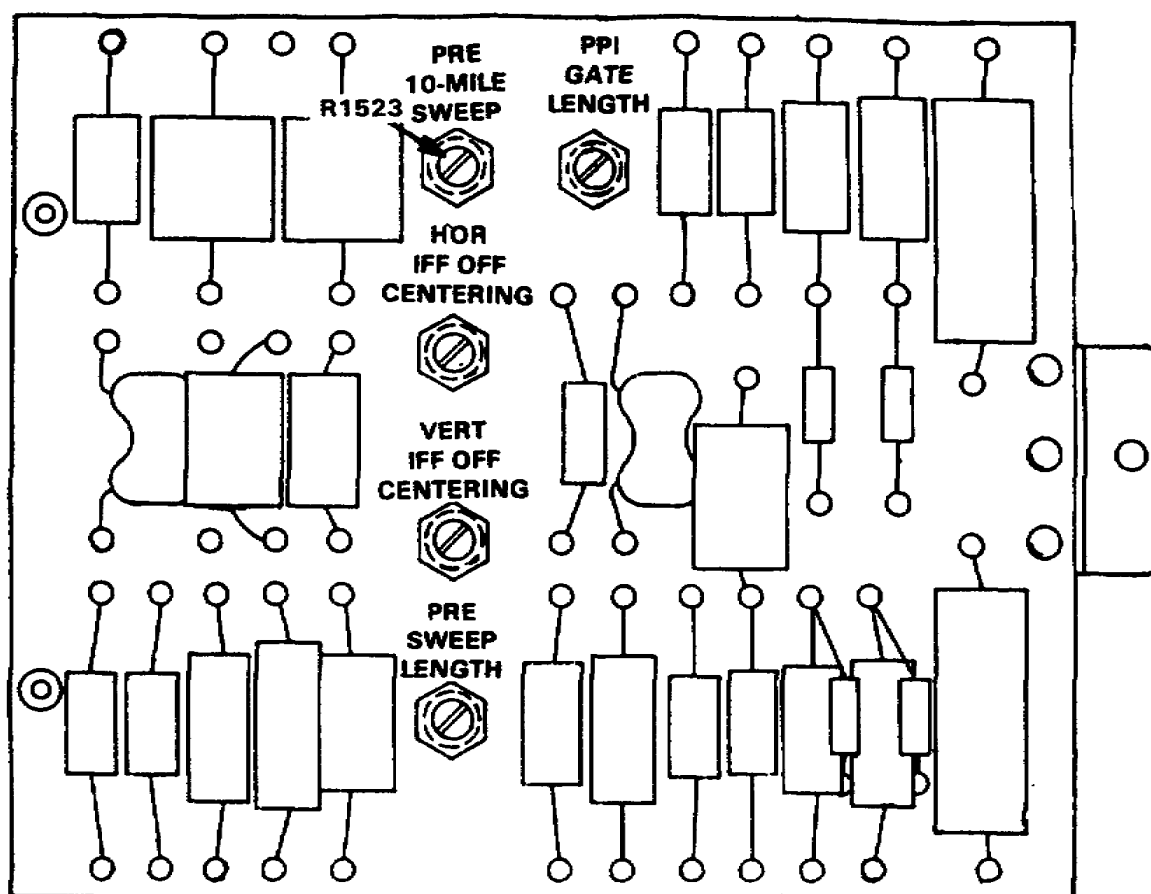 PRE
10-MILE
SWEEP
R1523
PPI
GATE
LENGTH
HOR
IFF OFF
CENTERING
VERT
IFF OFF
CENTERING
PRE
SWEEP
LENGTH